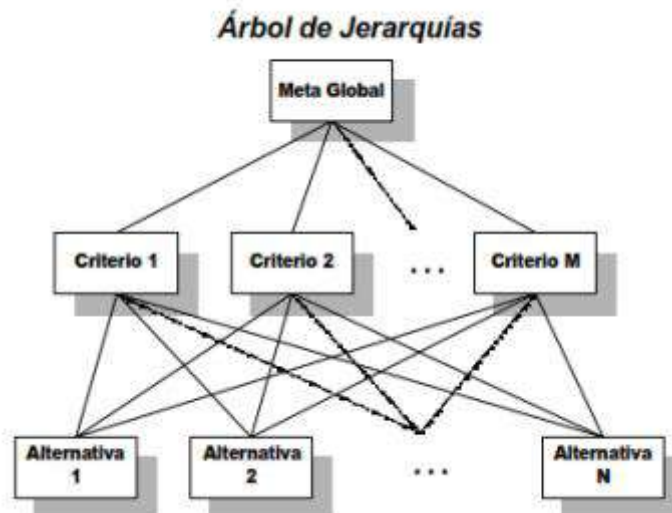 Árbol de Jerarquías
Meta Global
Criterio 1
Criterio 2
...
Criterio M
Alternativa
1
Alternativa
2
...
Alternativa
N